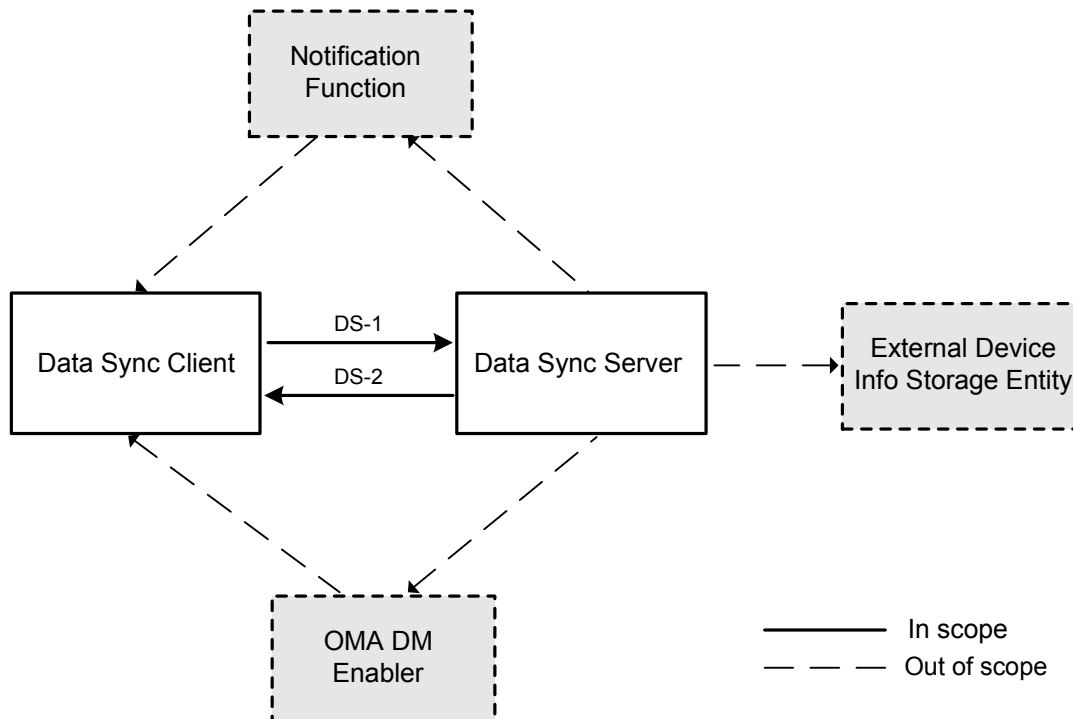 Notification
Function
DS-1
Data Sync Client
Data Sync Server
DS-2
External Device
Info Storage Entity
OMA DM
Enabler
In scope
Out of scope